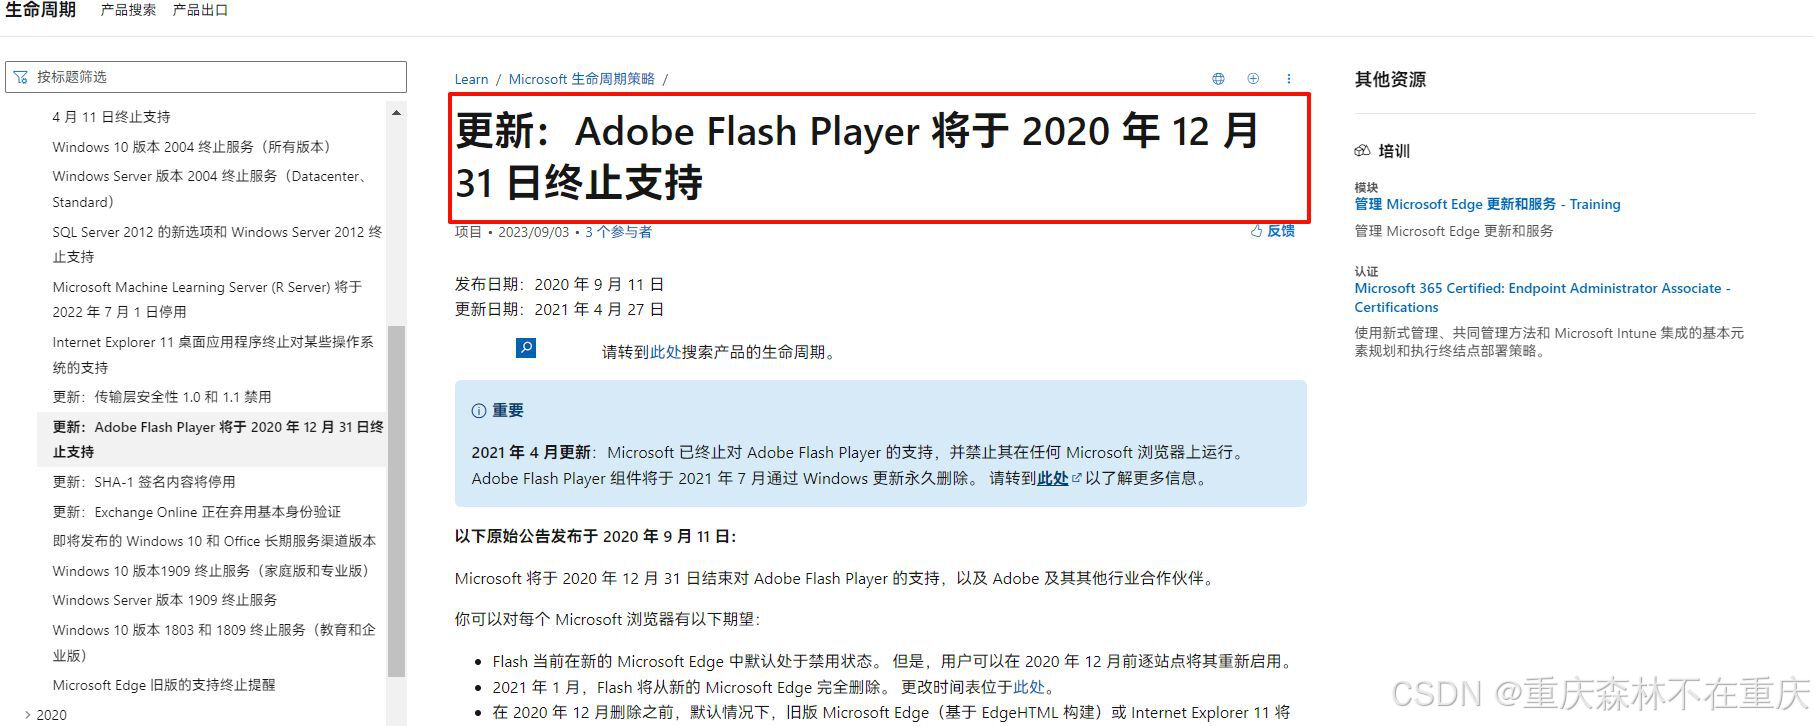 生命周期 产品搜索 产品出口
按标题筛选
4 月 11 日终止支持
Windows 10 版本 2004 终止服务（所有版本）
Windows Server 版本 2004 终止服务（Datacenter、
Standard）
SQL Server 2012 的新选项和 Windows Server 2012 终
止支持
Microsoft Machine Learning Server (R Server) 将于
2022 年 7 月 1 日停用
Internet Explorer 11 桌面应用程序终止对某些操作系
统的支持
更新：传输层安全性 1.0 和 1.1 禁用
更新：Adobe Flash Player 将于 2020 年 12 月 31 日终
止支持
更新：SHA-1 签名内容将停用
更新：Exchange Online 正在弃用基本身份验证
即将发布的 Windows 10 和 Office 长期服务渠道版本
Windows 10 版本1909 终止服务（家庭版和专业版）
Windows Server 版本 1909 终止服务
Windows 10 版本 1803 和 1809 终止服务（教育和企
业版）
Microsoft Edge 旧版的支持终止提醒
2020
Learn / Microsoft 生命周期策略 /
更新：Adobe Flash Player 将于 2020 年 12 月
31 日终止支持
项目 • 2023/09/03 • 3 个参与者 反馈
发布日期：2020 年 9 月 11 日
更新日期：2021 年 4 月 27 日
请转到此处搜索产品的生命周期。
重要
2021 年 4 月更新：Microsoft 已终止对 Adobe Flash Player 的支持，并禁止其在任何 Microsoft 浏览器上运行。
Adobe Flash Player 组件将于 2021 年 7 月通过 Windows 更新永久删除。 请转到此处以了解更多信息。
以下原始公告发布于 2020 年 9 月 11 日：
Microsoft 将于 2020 年 12 月 31 日结束对 Adobe Flash Player 的支持，以及 Adobe 及其其他行业合作伙伴。
你可以对每个 Microsoft 浏览器有以下期望：
• Flash 当前在新的 Microsoft Edge 中默认处于禁用状态。 但是，用户可以在 2020 年 12 月前逐站点将其重新启用。
• 2021 年 1 月，Flash 将从新的 Microsoft Edge 完全删除。 更改时间表位于此处。
• 在 2020 年 12 月删除之前，默认情况下，旧版 Microsoft Edge（基于 EdgeHTML 构建）或 Internet Explorer 11 将
其他资源
培训
模块
管理 Microsoft Edge 更新和服务 - Training
管理 Microsoft Edge 更新和服务
认证
Microsoft 365 Certified: Endpoint Administrator Associate -
Certifications
使用新式管理、共同管理方法和 Microsoft Intune 集成的基本元
素规划和执行终结点部署策略。
CSDN @重庆森林不在重庆